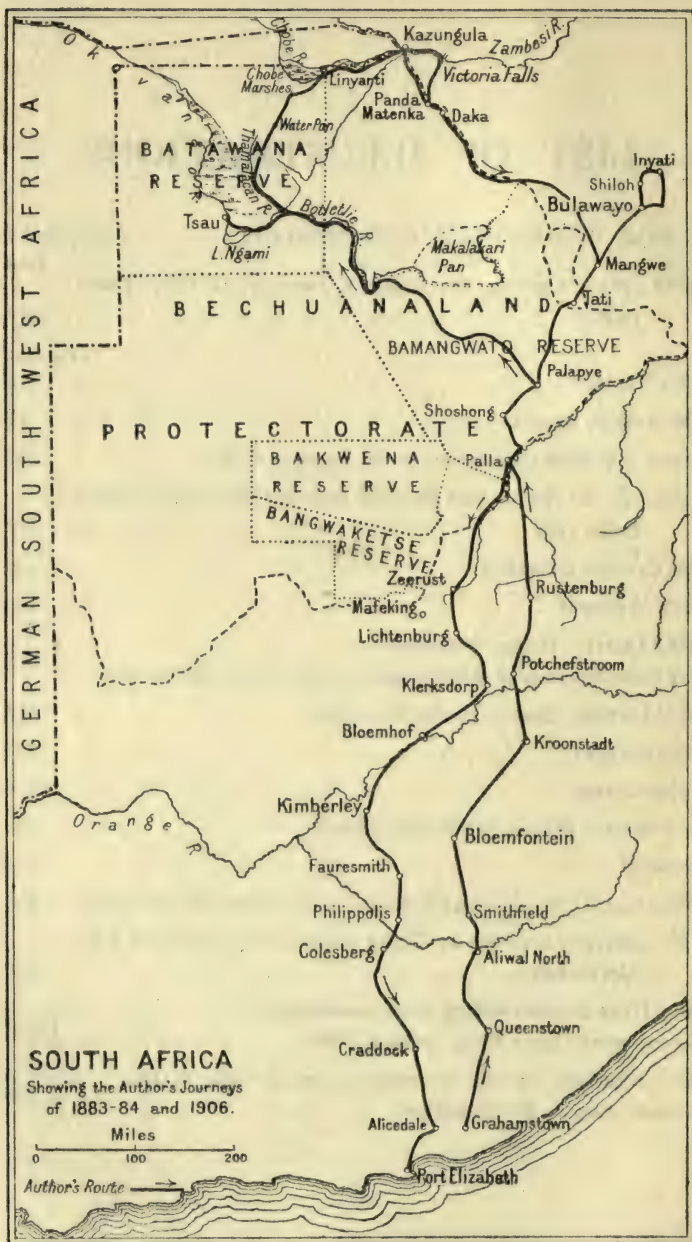 Okvango R.
Chobe R.
Kazungula
Zambesi R.
Chobe
Marshes
Linyanti
Victoria Falls
Panda
Matenka
Daka
Water Pan
BATAWANA
RESERVE
Thamalakan R.
Inyati
Shiloh
Bulawayo
Tsau
L. Ngami
Botletlie R.
Makalakari
Pan
Mangwe
Tati
BECHUANALAND
BAMANGWATO RESERVE
Palapye
Shoshong
PROTECTORATE
Palla
BAKWENA
RESERVE
BANGWAKETSE
RESERVE
GERMAN SOUTH WEST AFRICA
Zeerust
Mafeking
Rustenburg
Lichtenburg
Potchefstroom
Klerksdorp
Bloemhof
Kroonstadt
Kimberley
Orange R.
Bloemfontein
Fauresmith
Philippolis
Smithfield
Colesberg
Aliwal North
Queenstown
Craddock
SOUTH AFRICA
Showing the Author's Journeys
of 1883-84 and 1906.
Miles
0 100 200
Author's Route
Alicedale
Grahamstown
Port Elizabeth